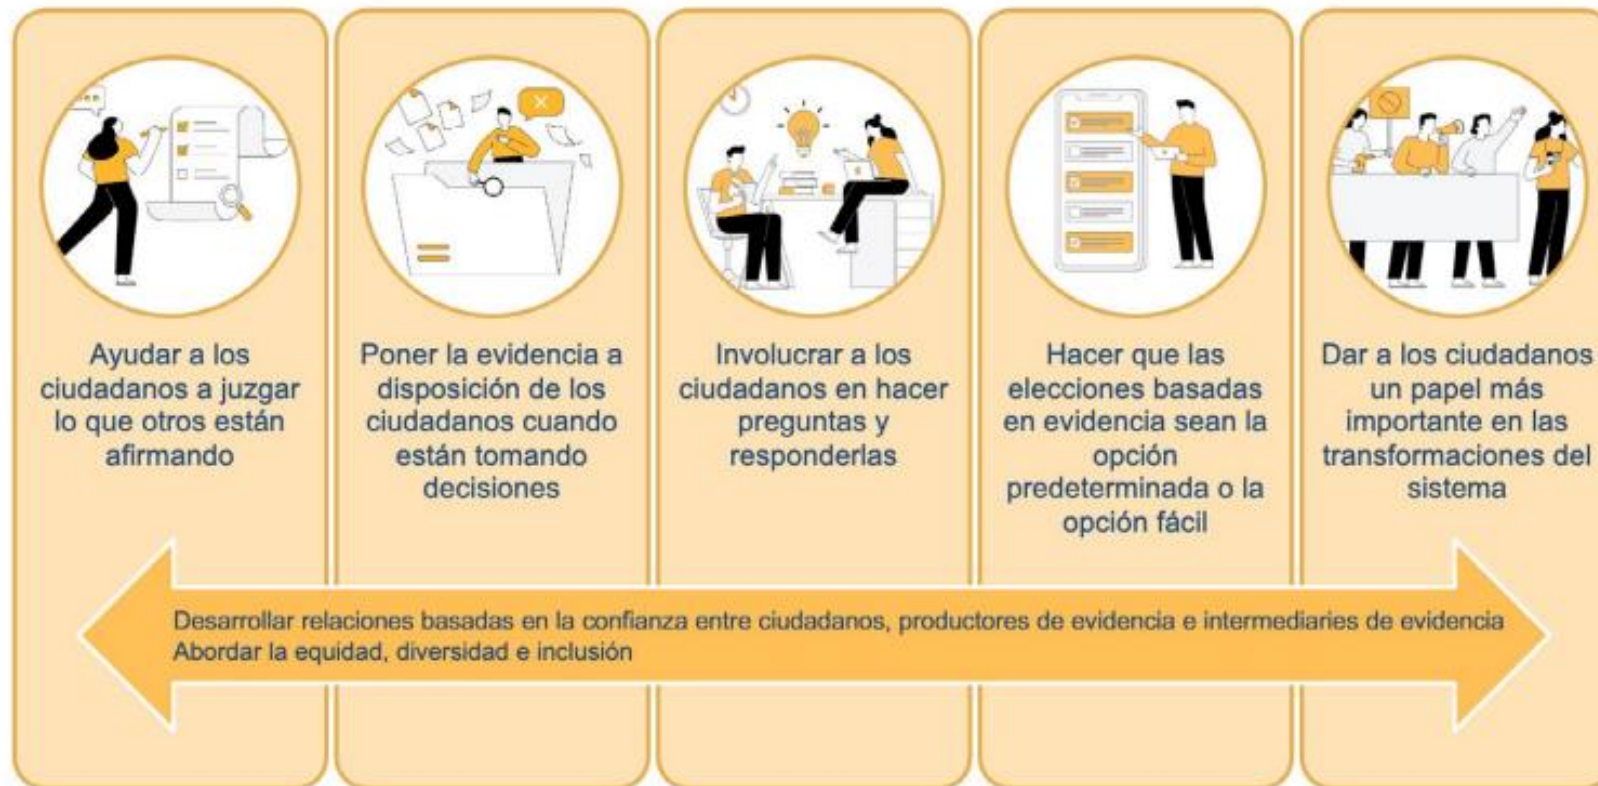 Ayudar a los
ciudadanos a juzgar
lo que otros están
afirmando
Poner la evidencia a
disposición de los
ciudadanos cuando
están tomando
decisiones
Involucrar a los
ciudadanos en hacer
preguntas y
responderlas
Hacer que las
elecciones basadas
en evidencia sean la
opción
predeterminada o la
opción fácil
Dar a los ciudadanos
un papel más
importante en las
transformaciones del
sistema
Desarrollar relaciones basadas en la confianza entre ciudadanos, productores de evidencia e intermediaries de evidencia
Abordar la equidad, diversidad e inclusión